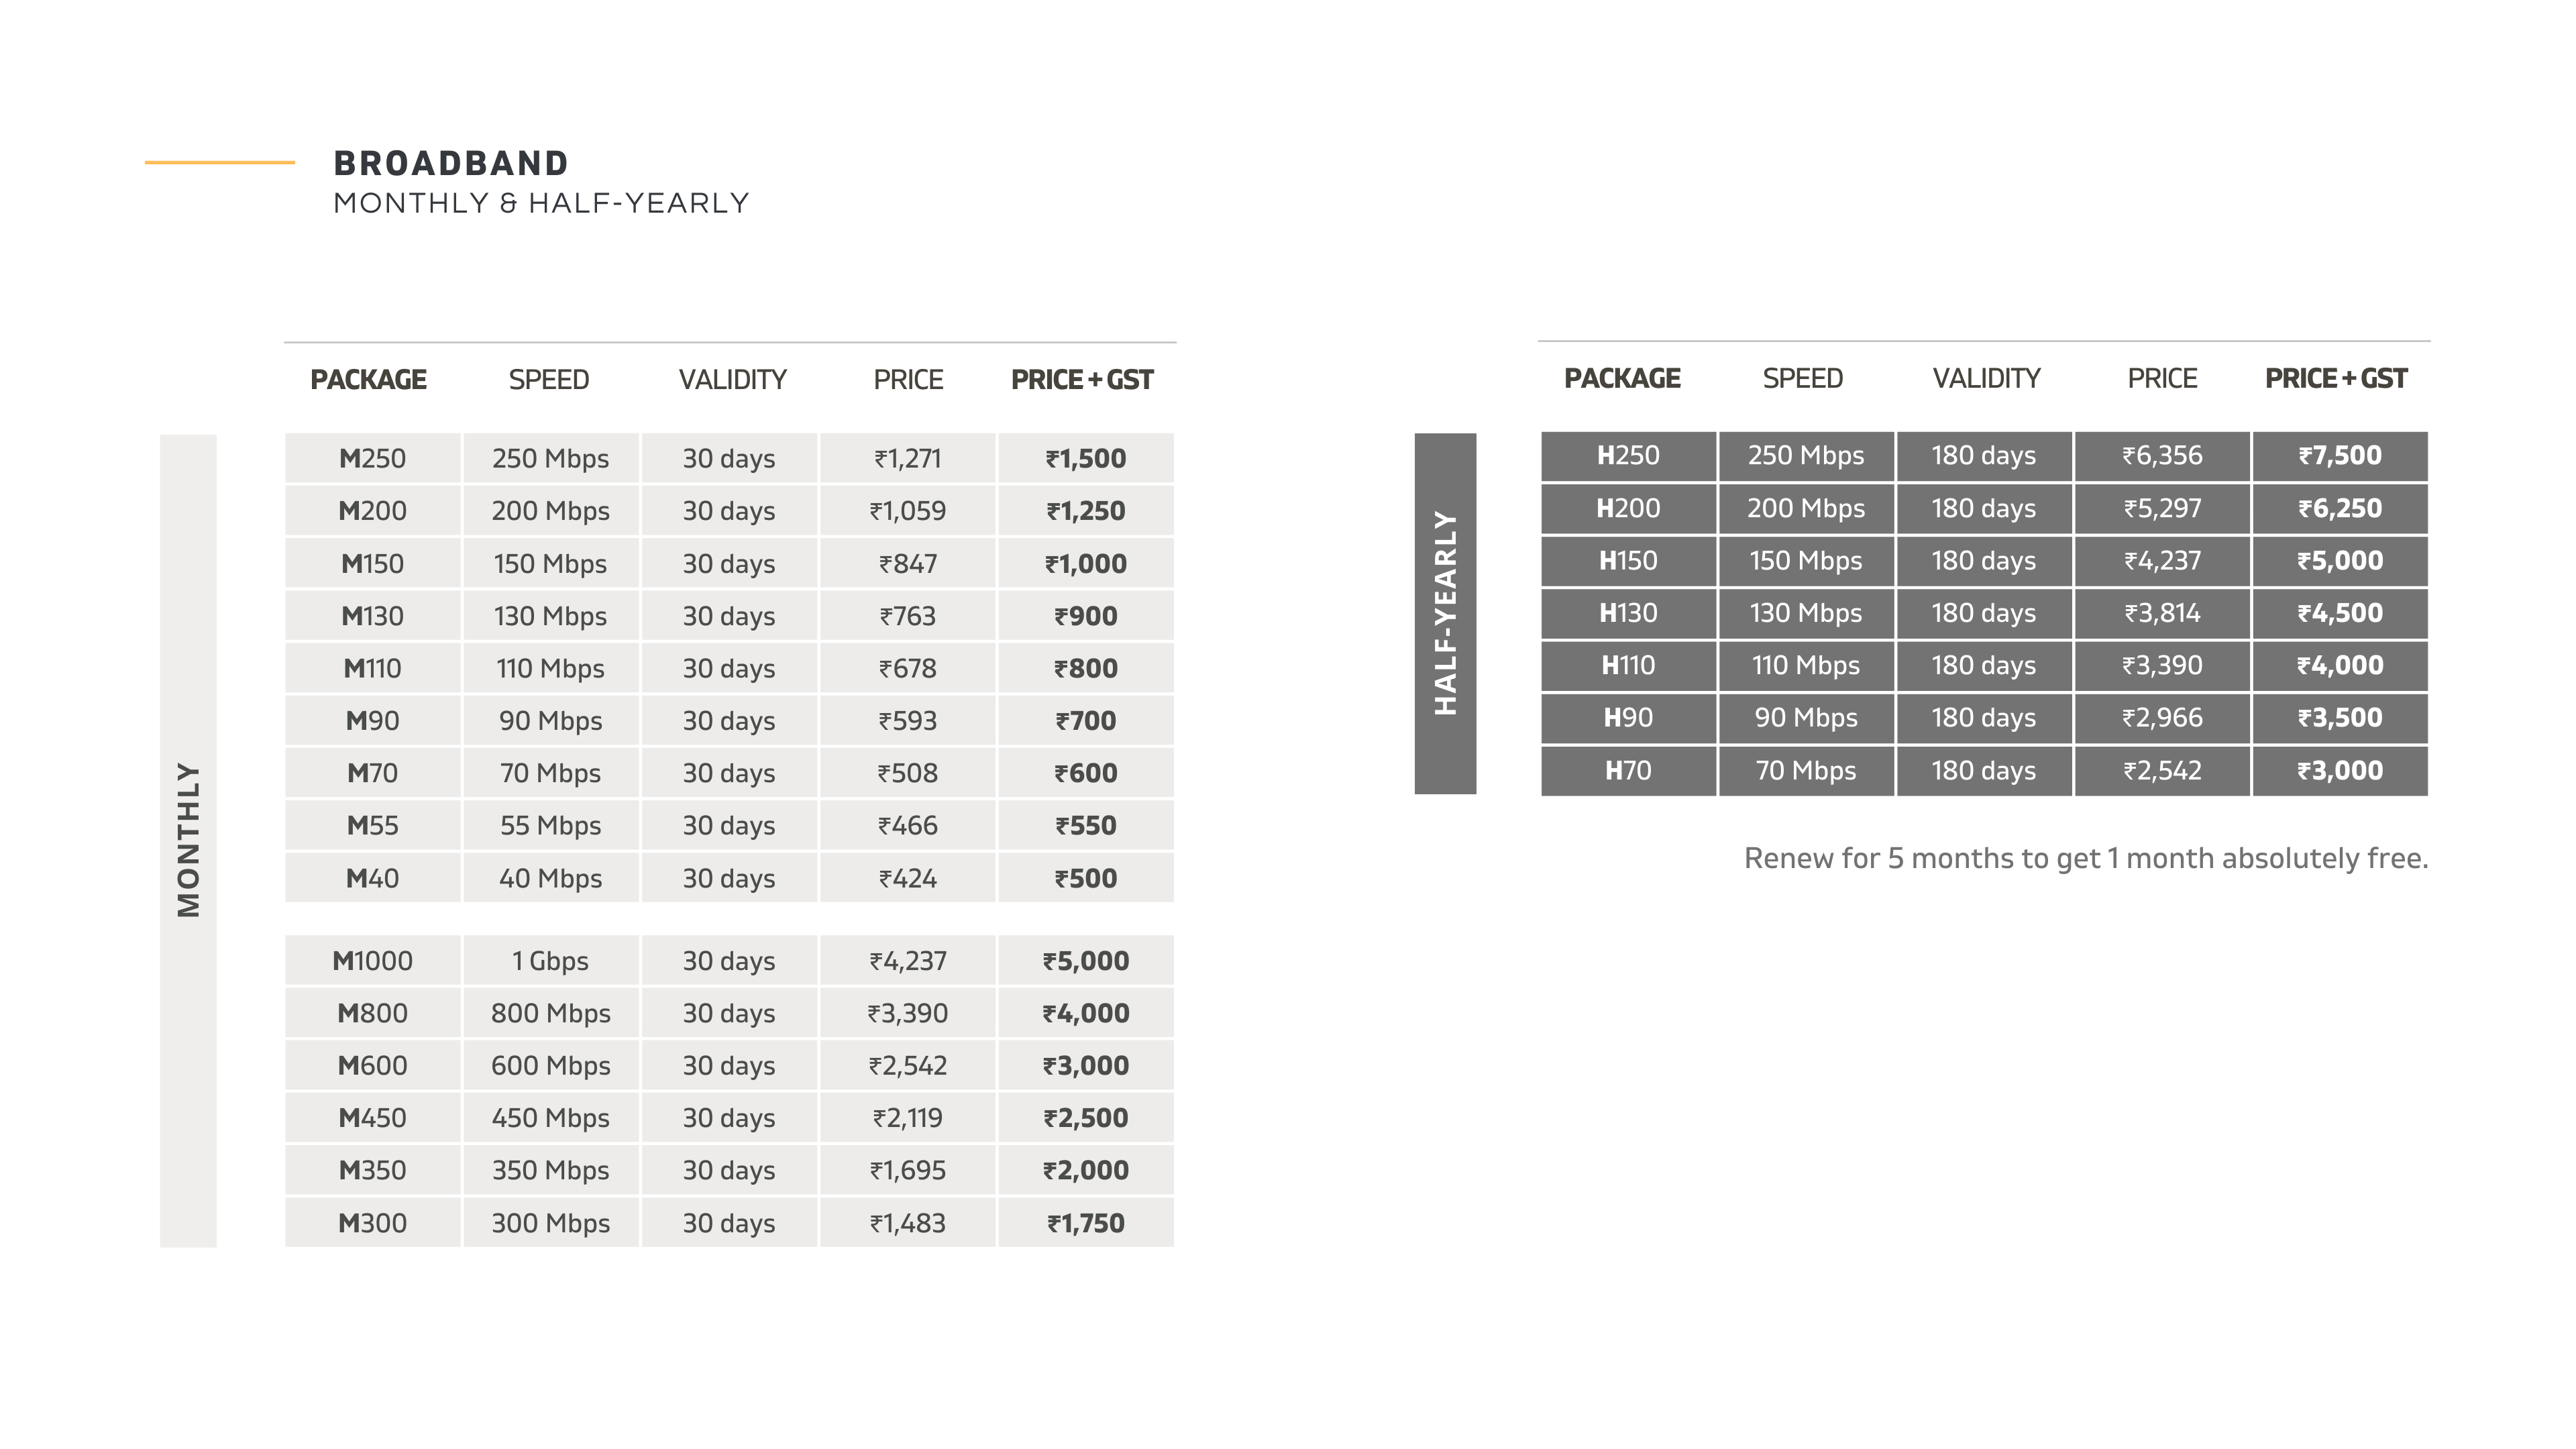 BROADBAND
MONTHLY & HALF-YEARLY
PACKAGE SPEED VALIDITY PRICE PRICE + GST
MONTHLY
M250 250 Mbps 30 days ₹1,271 ₹1,500
M200 200 Mbps 30 days ₹1,059 ₹1,250
M150 150 Mbps 30 days ₹847 ₹1,000
M130 130 Mbps 30 days ₹763 ₹900
M110 110 Mbps 30 days ₹678 ₹800
M90 90 Mbps 30 days ₹593 ₹700
M70 70 Mbps 30 days ₹508 ₹600
M55 55 Mbps 30 days ₹466 ₹550
M40 40 Mbps 30 days ₹424 ₹500
M1000 1 Gbps 30 days ₹4,237 ₹5,000
M800 800 Mbps 30 days ₹3,390 ₹4,000
M600 600 Mbps 30 days ₹2,542 ₹3,000
M450 450 Mbps 30 days ₹2,119 ₹2,500
M350 350 Mbps 30 days ₹1,695 ₹2,000
M300 300 Mbps 30 days ₹1,483 ₹1,750
PACKAGE SPEED VALIDITY PRICE PRICE + GST
HALF-YEARLY
H250 250 Mbps 180 days ₹6,356 ₹7,500
H200 200 Mbps 180 days ₹5,297 ₹6,250
H150 150 Mbps 180 days ₹4,237 ₹5,000
H130 130 Mbps 180 days ₹3,814 ₹4,500
H110 110 Mbps 180 days ₹3,390 ₹4,000
H90 90 Mbps 180 days ₹2,966 ₹3,500
H70 70 Mbps 180 days ₹2,542 ₹3,000
Renew for 5 months to get 1 month absolutely free.